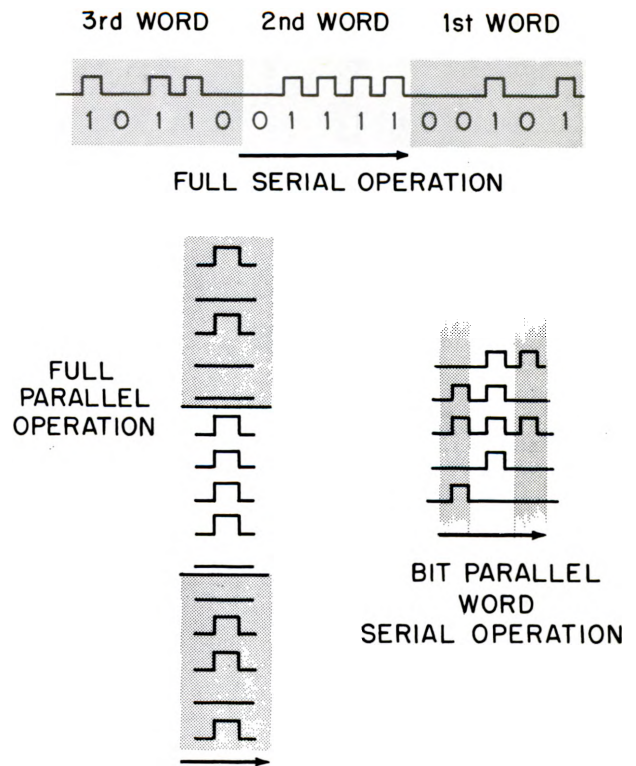 3rd WORD 2nd WORD 1st WORD
1 0 1 1 0 0 1 1 1 1 0 0 1 0 1
FULL SERIAL OPERATION
FULL
PARALLEL
OPERATION
BIT PARALLEL
WORD
SERIAL OPERATION